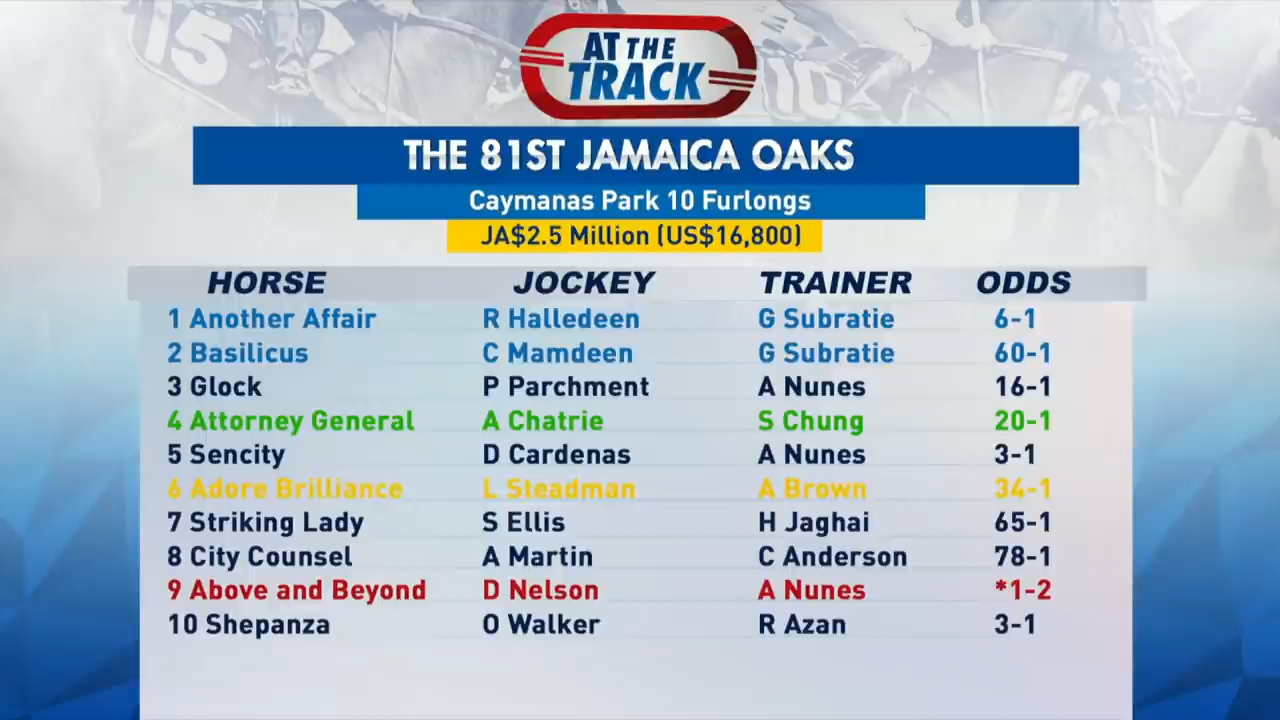 15
10
AT THE
TRACK
THE 81ST JAMAICA OAKS
Caymanas Park 10 Furlongs
JA$2.5 Million (US$16,800)
HORSE JOCKEY TRAINER ODDS
1 Another Affair R Halledeen G Subratie 6-1
2 Basilicus C Mamdeen G Subratie 60-1
3 Glock P Parchment A Nunes 16-1
4 Attorney General A Chatrie S Chung 20-1
5 Sencity D Cardenas A Nunes 3-1
6 Adore Brilliance L Steadman A Brown 34-1
7 Striking Lady S Ellis H Jaghai 65-1
8 City Counsel A Martin C Anderson 78-1
9 Above and Beyond D Nelson A Nunes *1-2
10 Shepanza O Walker R Azan 3-1